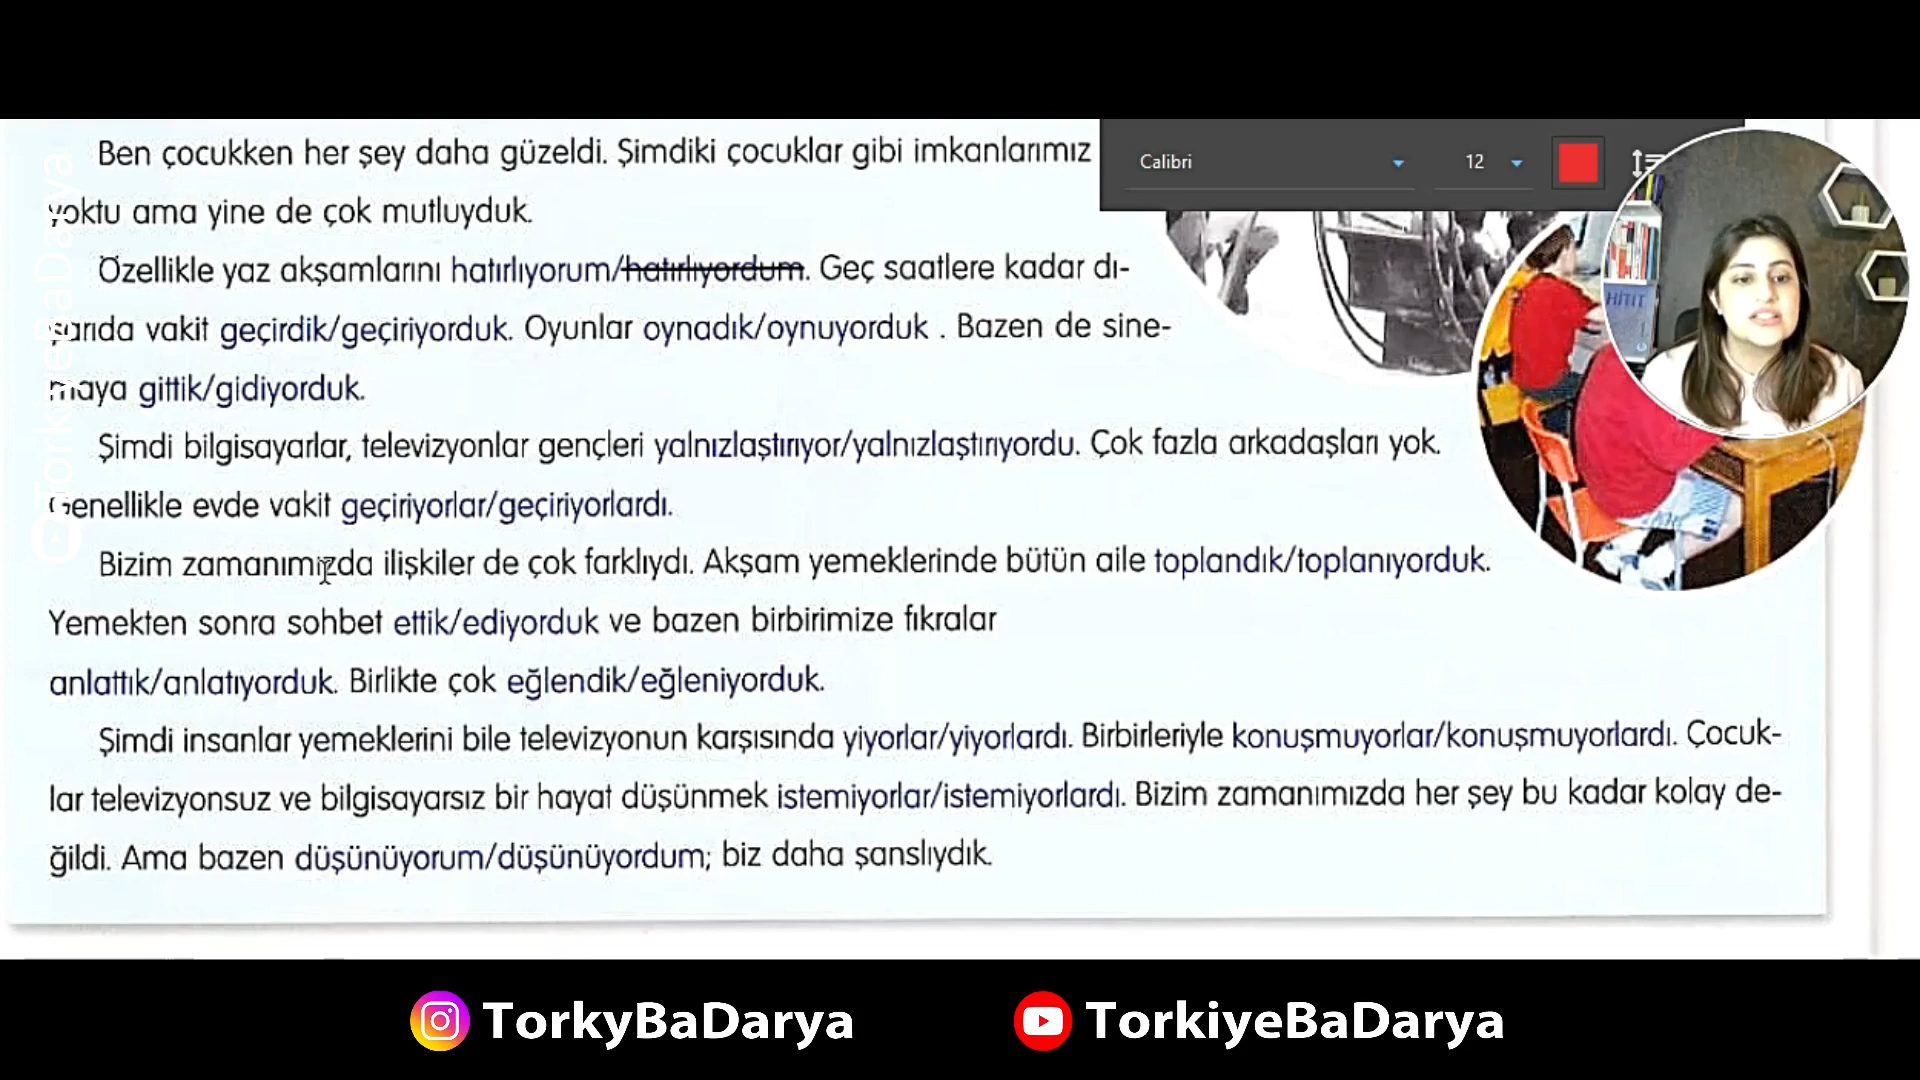 Calibri
12
Ben çocukken her şey daha güzeldi. Şimdiki çocuklar gibi imkanlarımız
yoktu ama yine de çok mutluyduk.
Özellikle yaz akşamlarını hatırlıyorum/hatırlıyordum. Geç saatlere kadar dı-
şarıda vakit geçirdik/geçiriyorduk. Oyunlar oynadık/oynuyorduk . Bazen de sine-
maya gittik/gidiyorduk.
Şimdi bilgisayarlar, televizyonlar gençleri yalnızlaştırıyor/yalnızlaştırıyordu. Çok fazla arkadaşları yok.
Genellikle evde vakit geçiriyorlar/geçiriyorlardı.
Bizim zamanımızda ilişkiler de çok farklıydı. Akşam yemeklerinde bütün aile toplandık/toplanıyorduk.
Yemekten sonra sohbet ettik/ediyorduk ve bazen birbirimize fıkralar
anlattık/anlatıyorduk. Birlikte çok eğlendik/eğleniyorduk.
Şimdi insanlar yemeklerini bile televizyonun karşısında yiyorlar/yiyorlardı. Birbirleriyle konuşmuyorlar/konuşmuyorlardı. Çocuk-
lar televizyonsuz ve bilgisayarsız bir hayat düşünmek istemiyorlar/istemiyorlardı. Bizim zamanımızda her şey bu kadar kolay de-
ğildi. Ama bazen düşünüyorum/düşünüyordum; biz daha şanslıydık.
TorkiyeBaDarya
HİTİT
TorkyBaDarya
TorkiyeBaDarya